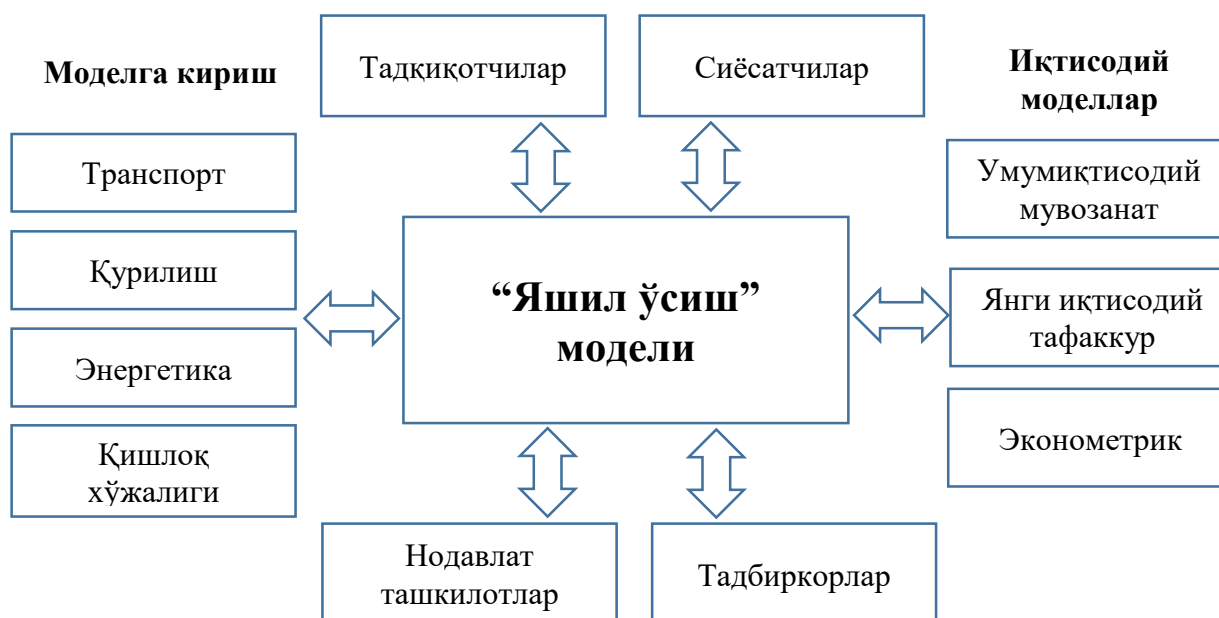 Моделга кириш
Транспорт
Қурилиш
Энергетика
Қишлоқ
хўжалиги
Тадқиқотчилар
Сиёсатчилар
“Яшил ўсиш”
модели
Нодавлат
ташкилотлар
Тадбиркорлар
Иқтисодий
моделлар
Умумиқтисодий
мувозанат
Янги иқтисодий
тафаккур
Эконометрик